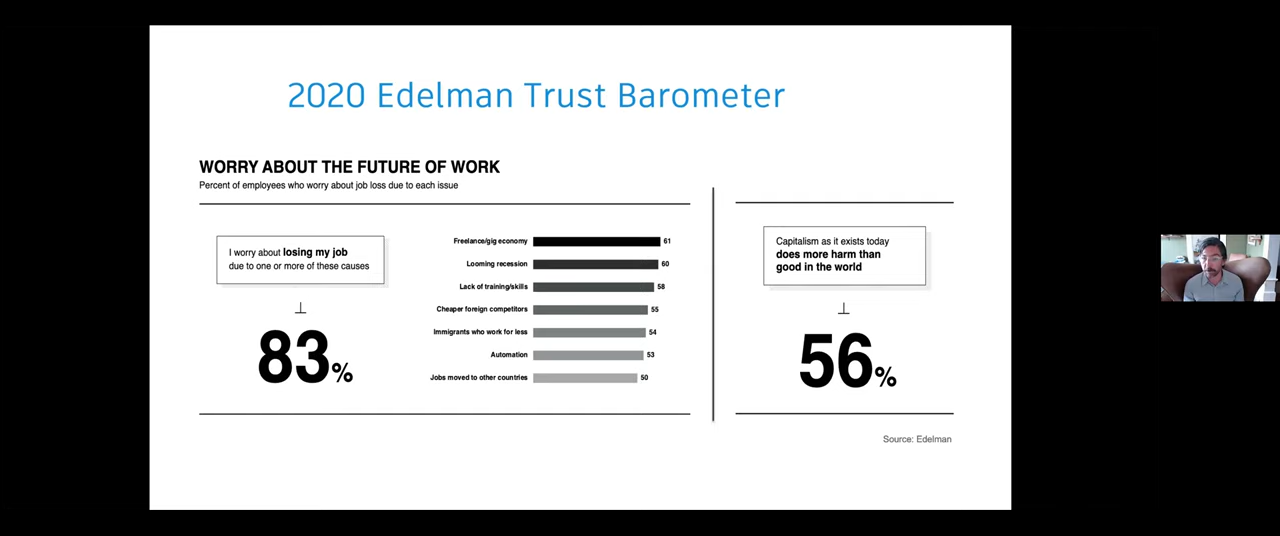 2020 Edelman Trust Barometer
WORRY ABOUT THE FUTURE OF WORK
Percent of employees who worry about job loss due to each issue
I worry about losing my job
due to one or more of these causes
83%
Freelance/gig economy 61
Looming recession 60
Lack of training/skills 58
Cheaper foreign competitors 55
Immigrants who work for less 54
Automation 53
Jobs moved to other countries 50
Capitalism as it exists today
does more harm than
good in the world
56%
Source: Edelman